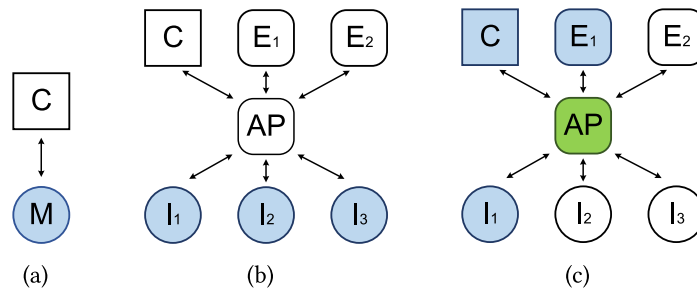 C E₁ E₂
C AP
M I₁ I₂ I₃
C E₁ E₂
AP
I₁ I₂ I₃
(a) (b) (c)